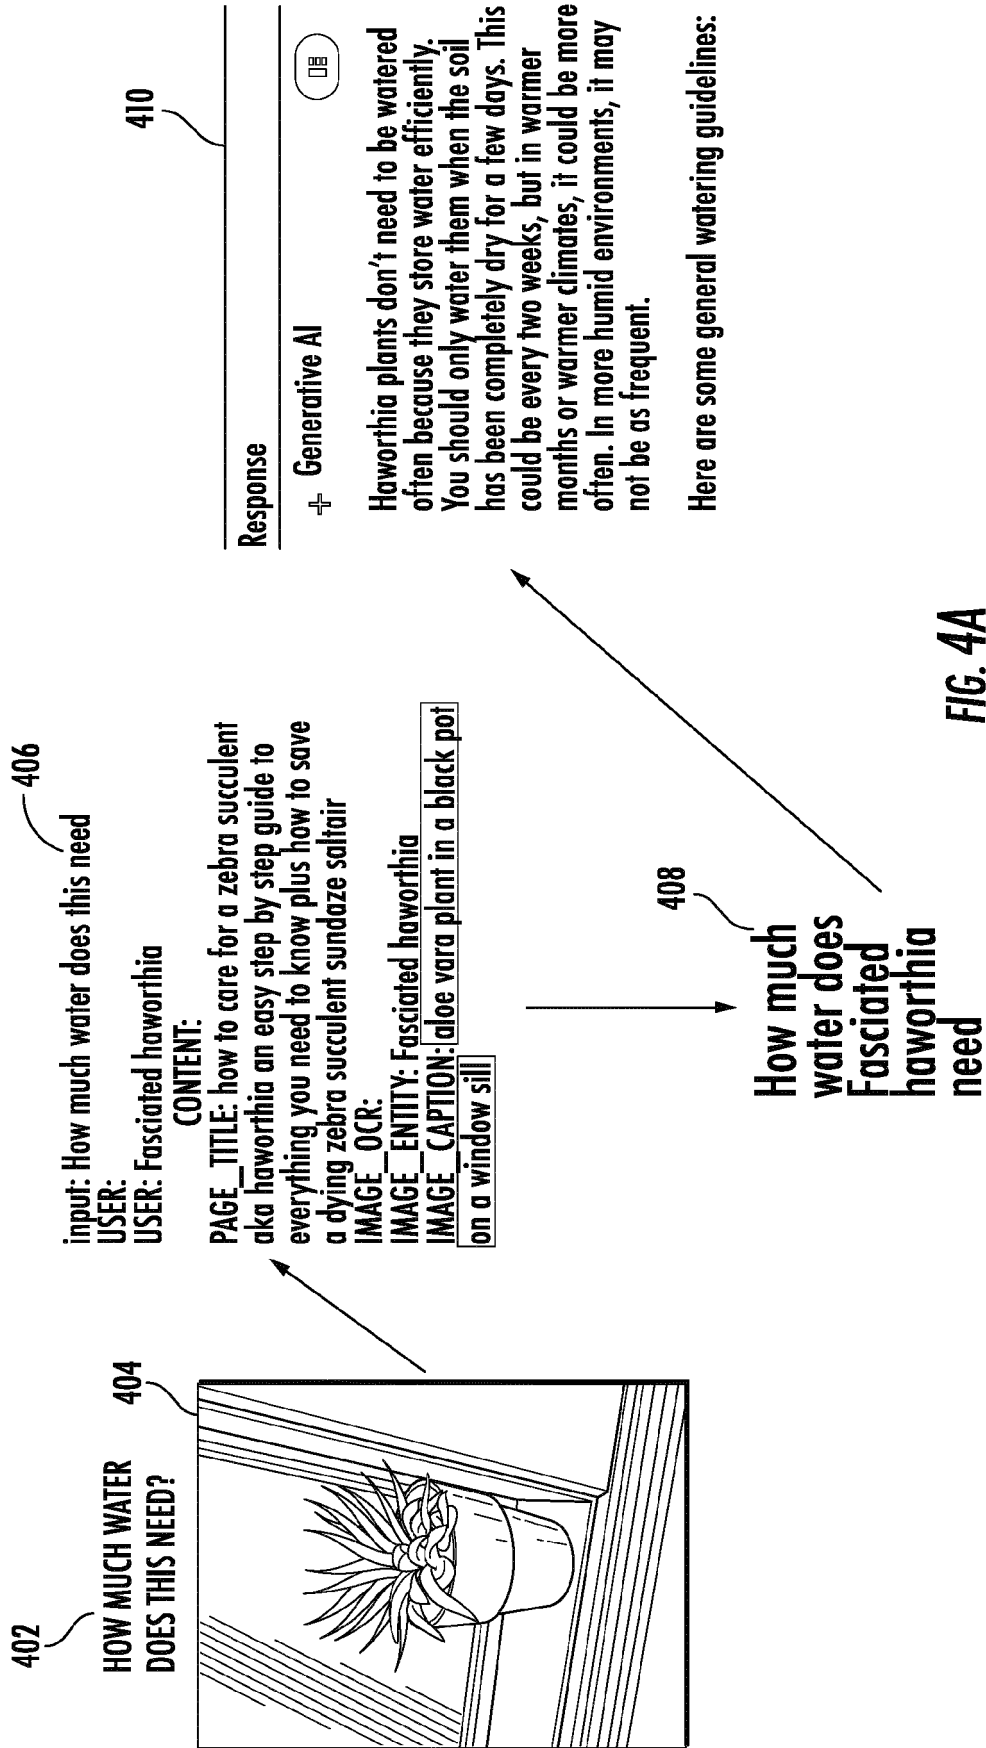 402
HOW MUCH WATER
DOES THIS NEED?
404
406
input: How much water does this need
USER:
USER: Fasciated haworthia
CONTENT:
PAGE_TITLE: how to care for a zebra succulent
aka haworthia an easy step by step guide to
everything you need to know plus how to save
a dying zebra succulent sundaze saltair
IMAGE_OCR:
IMAGE_ENTITY: Fasciated haworthia
IMAGE_CAPTION: aloe vara plant in a black pot
on a window sill
408
How much
water does
Fasciated
haworthia
need
410
Response
Generative AI
Haworthia plants don't need to be watered
often because they store water efficiently.
You should only water them when the soil
has been completely dry for a few days. This
could be every two weeks, but in warmer
months or warmer climates, it could be more
often. In more humid environments, it may
not be as frequent.
Here are some general watering guidelines:
FIG. 4A